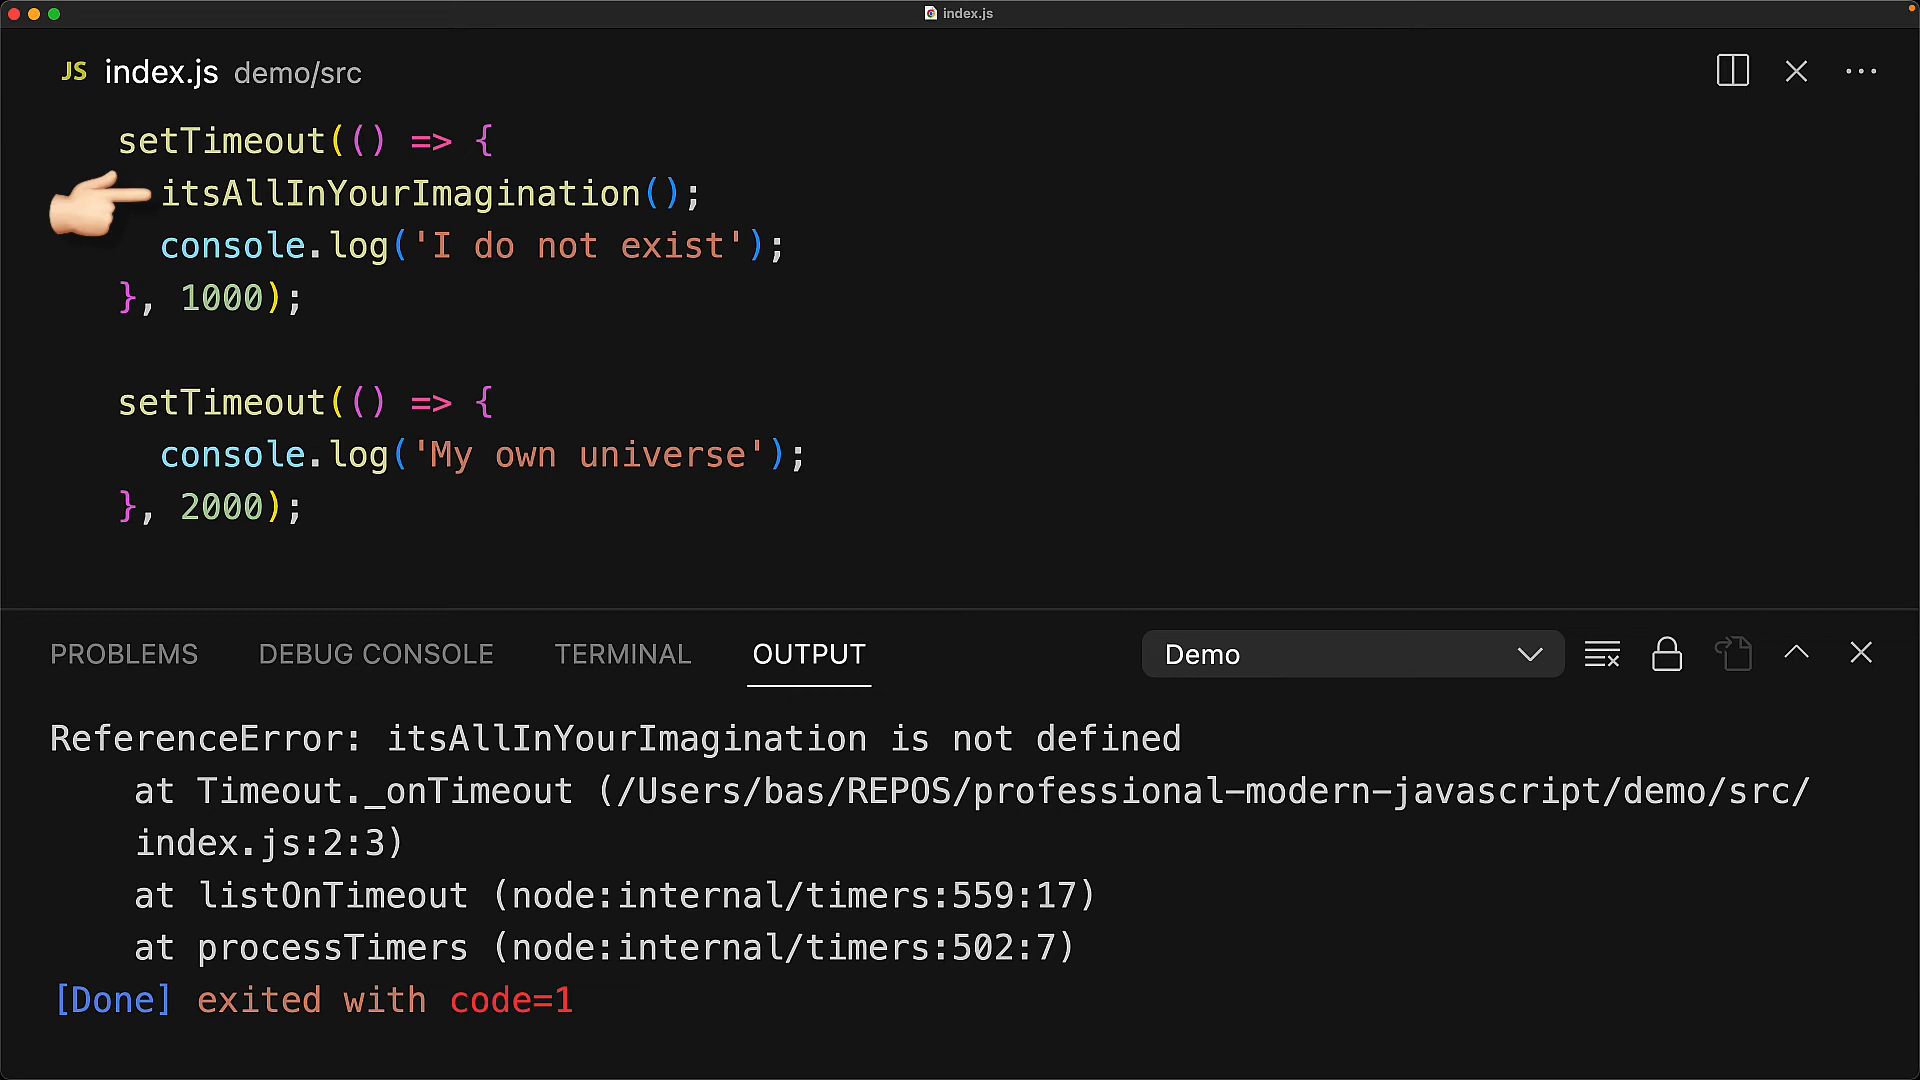 index.js
JS index.js demo/src
setTimeout(() => {
itsAllInYourImagination();
console.log('I do not exist');
}, 1000);
setTimeout(() => {
console.log('My own universe');
}, 2000);
PROBLEMS DEBUG CONSOLE TERMINAL OUTPUT Demo
ReferenceError: itsAllInYourImagination is not defined
at Timeout._onTimeout (/Users/bas/REPOS/professional-modern-javascript/demo/src/
index.js:2:3)
at listOnTimeout (node:internal/timers:559:17)
at processTimers (node:internal/timers:502:7)
[Done] exited with code=1